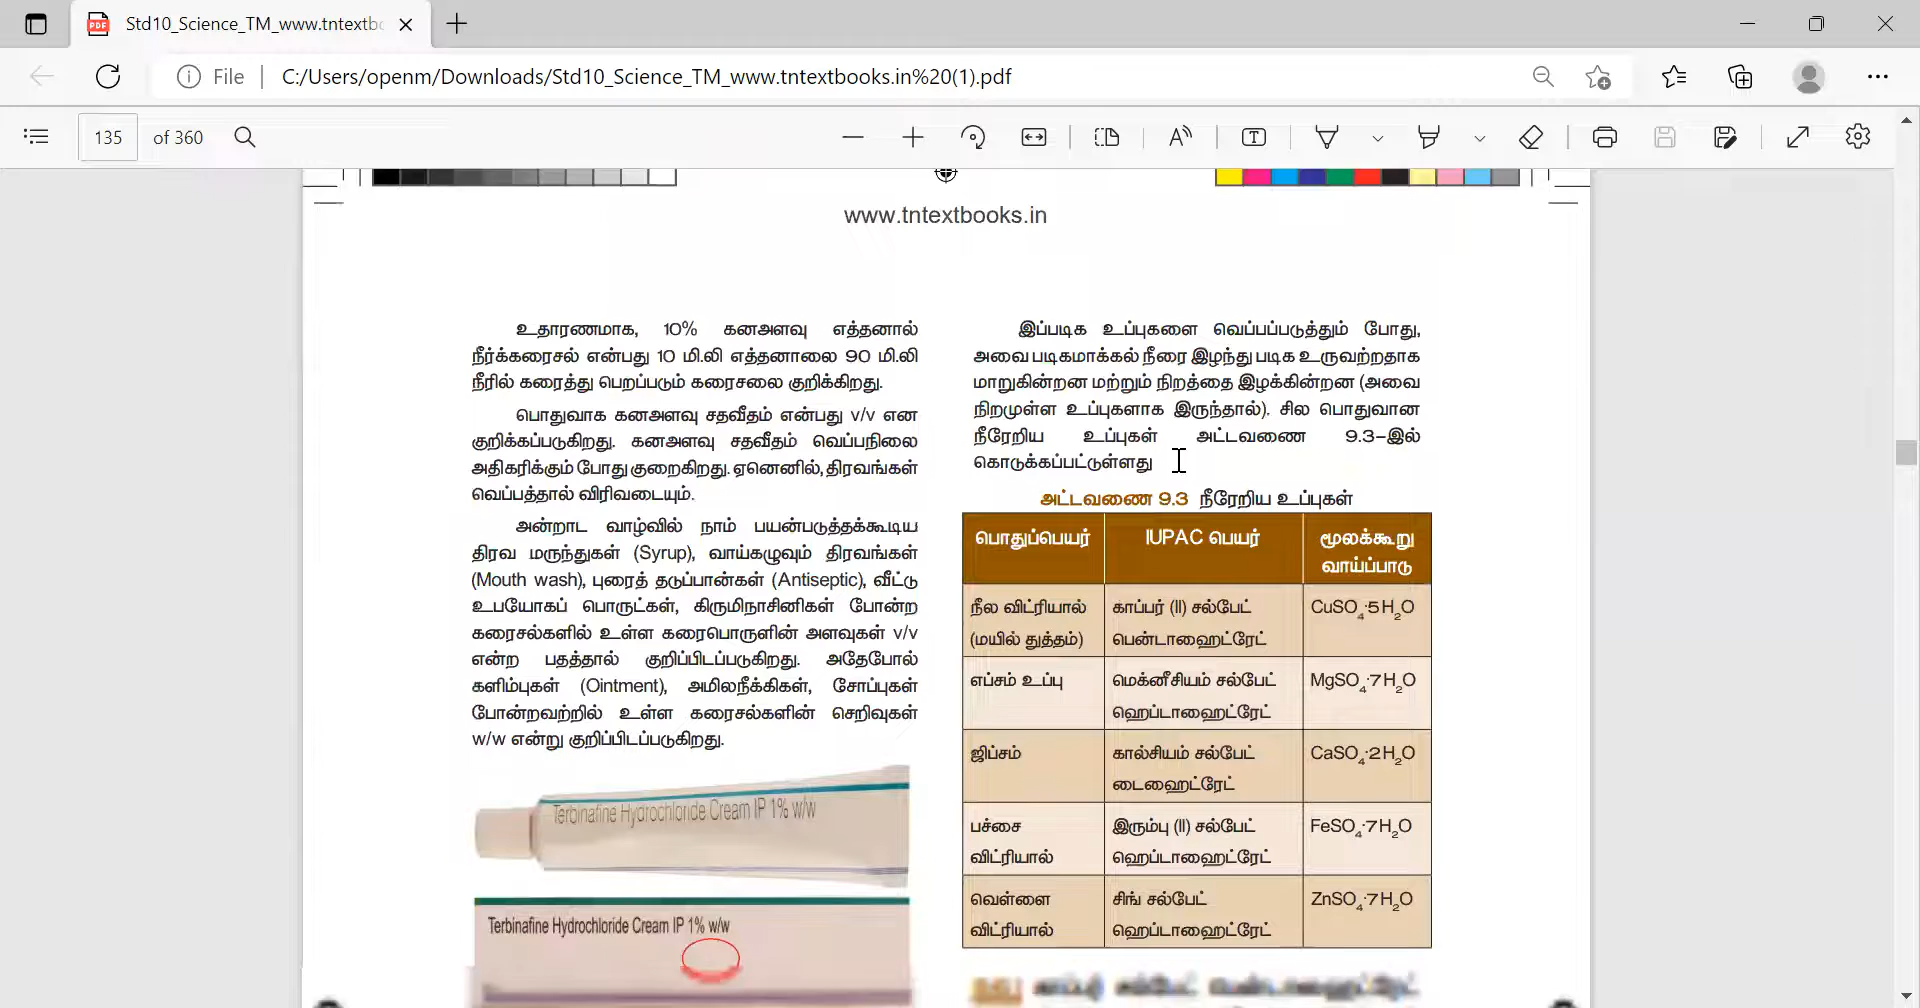 Std10_Science_TM_www.tntextb
File
C:/Users/openm/Downloads/Std10_Science_TM_www.tntextbooks.in%20(1).pdf
135 of 360
www.tntextbooks.in
உதாரணமாக, 10% கனஅளவு எத்தனால்
நீர்க்கரைசல் என்பது 10 மி.லி எத்தனாலை 90 மி.லி
நீரில் கரைத்து பெறப்படும் கரைசலை குறிக்கிறது.
பொதுவாக கனஅளவு சதவீதம் என்பது v/v என
குறிக்கப்படுகிறது. கனஅளவு சதவீதம் வெப்பநிலை
அதிகரிக்கும் போது குறைகிறது. ஏனெனில், திரவங்கள்
வெப்பத்தால் விரிவடையும்.
அன்றாட வாழ்வில் நாம் பயன்படுத்தக்கூடிய
திரவ மருந்துகள் (Syrup), வாய்கழுவும் திரவங்கள்
(Mouth wash), புரைத் தடுப்பான்கள் (Antiseptic), வீட்டு
உபயோகப் பொருட்கள், கிருமிநாசினிகள் போன்ற
கரைசல்களில் உள்ள கரைபொருளின் அளவுகள் v/v
என்ற பதத்தால் குறிப்பிடப்படுகிறது. அதேபோல்
களிம்புகள் (Ointment), அமிலநீக்கிகள், சோப்புகள்
போன்றவற்றில் உள்ள கரைசல்களின் செறிவுகள்
w/w என்று குறிப்பிடப்படுகிறது.
Terbinafine Hydrochloride Cream IP 1% w/w
Terbinafine Hydrochloride Cream IP 1% w/w
இப்படிக உப்புகளை வெப்பப்படுத்தும் போது,
அவை படிகமாக்கல் நீரை இழந்து படிக உருவற்றதாக
மாறுகின்றன மற்றும் நிறத்தை இழக்கின்றன (அவை
நிறமுள்ள உப்புகளாக இருந்தால்). சில பொதுவான
நீரேறிய உப்புகள் அட்டவணை 9.3–இல்
கொடுக்கப்பட்டுள்ளது
அட்டவணை 9.3 நீரேறிய உப்புகள்
பொதுப்பெயர் IUPAC பெயர் மூலக்கூறு
வாய்ப்பாடு
நீல விட்ரியால் காப்பர் (II) சல்பேட் CuSO₄·5H₂O
(மயில் துத்தம்) பென்டாஹைட்ரேட்
எப்சம் உப்பு மெக்னீசியம் சல்பேட் MgSO₄·7H₂O
ஹெப்டாஹைட்ரேட்
ஜிப்சம் கால்சியம் சல்பேட் CaSO₄·2H₂O
டைஹைட்ரேட்
பச்சை இரும்பு (II) சல்பேட் FeSO₄·7H₂O
விட்ரியால் ஹெப்டாஹைட்ரேட்
வெள்ளை சிங் சல்பேட் ZnSO₄·7H₂O
விட்ரியால் ஹெப்டாஹைட்ரேட்